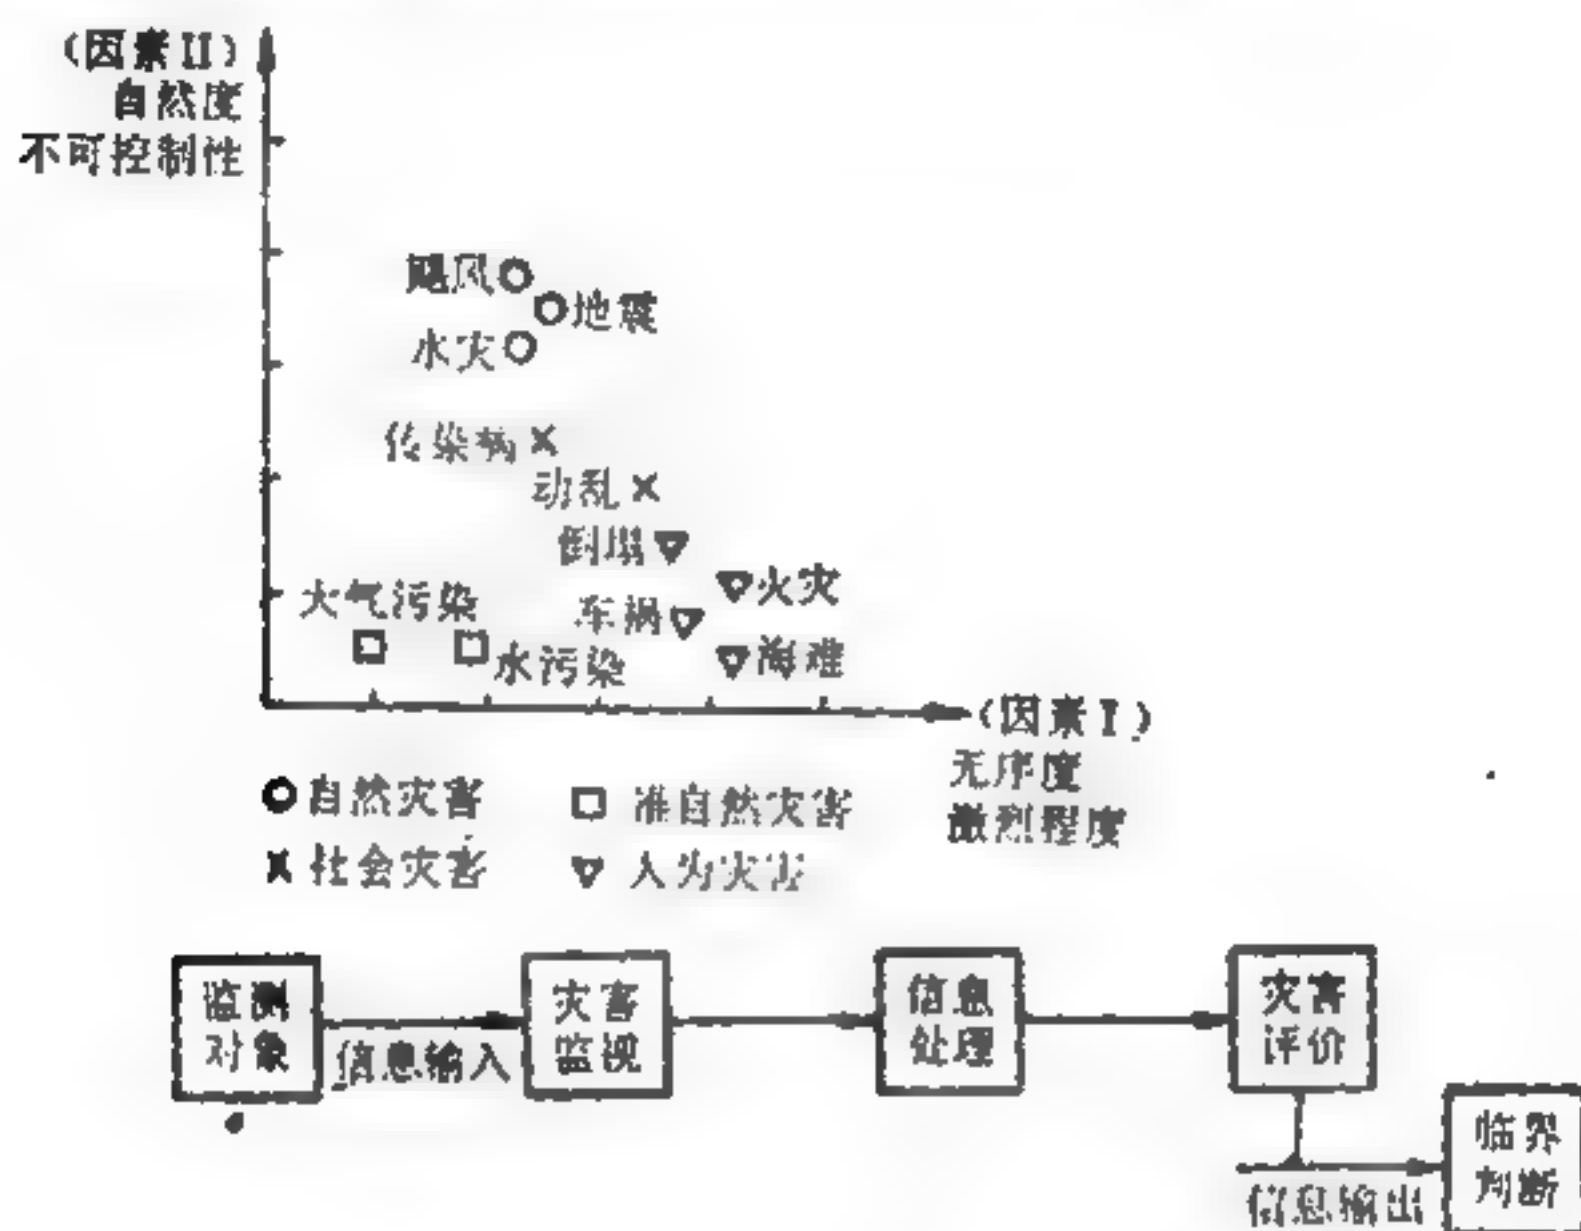 （因素II）
自然度
不可控制性
飓风
地震
水灾
传染病
动乱
倒塌
火灾
大气污染
车祸
水污染
海难
（因素I）
无序度
激烈程度
自然灾害
准自然灾害
社会灾害
人为灾害
监测
对象
信息输入
灾害
监视
信息
处理
灾害
评价
临界
判断
信息输出